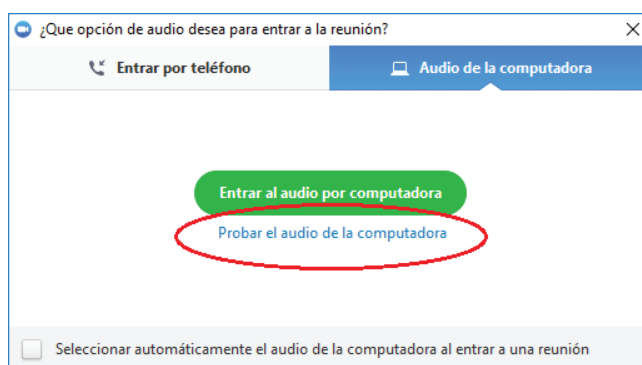 ¿Que opción de audio desea para entrar a la reunión?
Entrar por teléfono
Audio de la computadora
Entrar al audio por computadora
Probar el audio de la computadora
Seleccionar automáticamente el audio de la computadora al entrar a una reunión